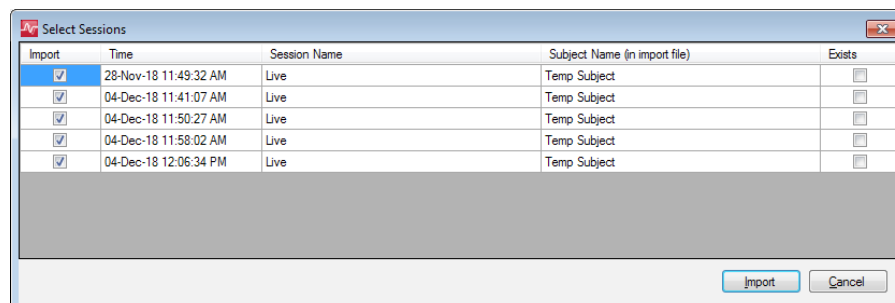 Select Sessions
Import Time Session Name Subject Name (in import file) Exists
28-Nov-18 11:49:32 AM Live Temp Subject
04-Dec-18 11:41:07 AM Live Temp Subject
04-Dec-18 11:50:27 AM Live Temp Subject
04-Dec-18 11:58:02 AM Live Temp Subject
04-Dec-18 12:06:34 PM Live Temp Subject
Import Cancel